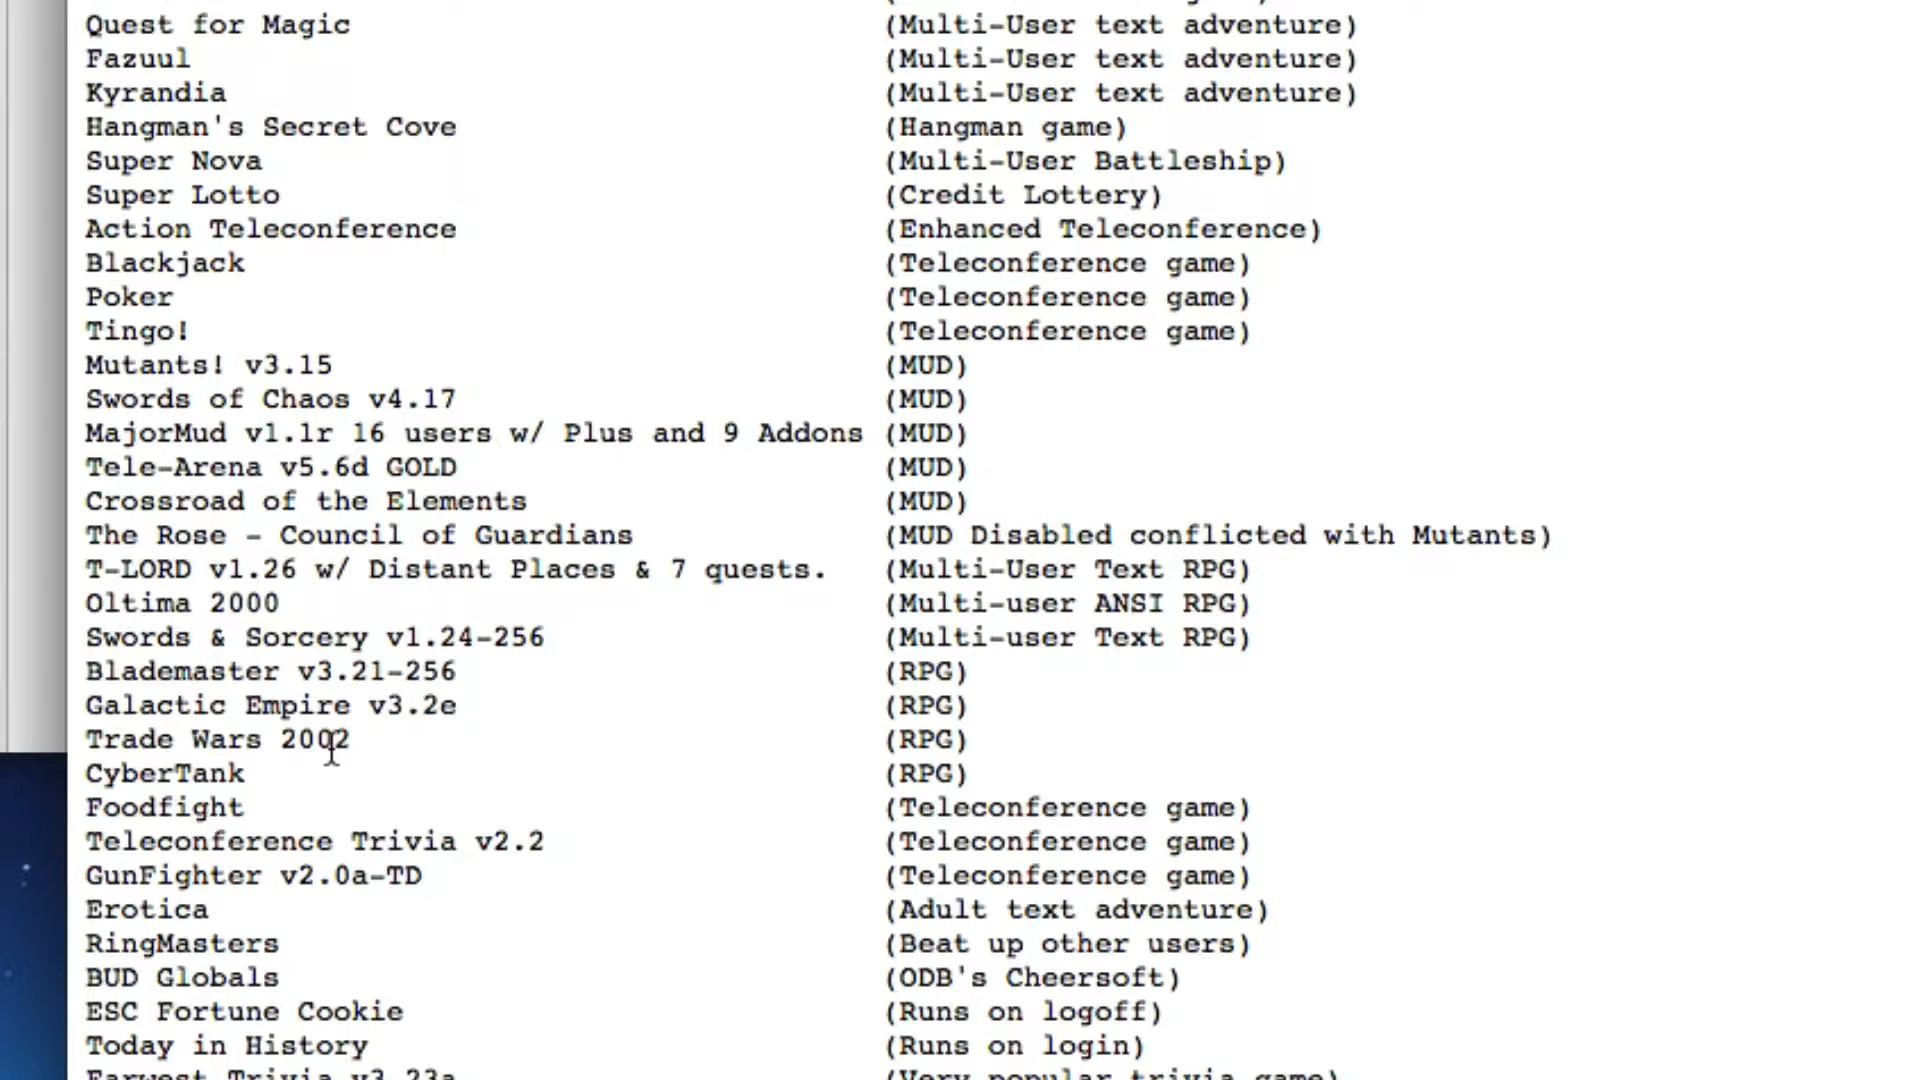 Quest for Magic (Multi-User text adventure)
Fazuul (Multi-User text adventure)
Kyrandia (Multi-User text adventure)
Hangman's Secret Cove (Hangman game)
Super Nova (Multi-User Battleship)
Super Lotto (Credit Lottery)
Action Teleconference (Enhanced Teleconference)
Blackjack (Teleconference game)
Poker (Teleconference game)
Tingo! (Teleconference game)
Mutants! v3.15 (MUD)
Swords of Chaos v4.17 (MUD)
MajorMud v1.1r 16 users w/ Plus and 9 Addons (MUD)
Tele-Arena v5.6d GOLD (MUD)
Crossroad of the Elements (MUD)
The Rose - Council of Guardians (MUD Disabled conflicted with Mutants)
T-LORD v1.26 w/ Distant Places & 7 quests. (Multi-User Text RPG)
Oltima 2000 (Multi-user ANSI RPG)
Swords & Sorcery v1.24-256 (Multi-user Text RPG)
Blademaster v3.21-256 (RPG)
Galactic Empire v3.2e (RPG)
Trade Wars 2002 (RPG)
CyberTank (RPG)
Foodfight (Teleconference game)
Teleconference Trivia v2.2 (Teleconference game)
GunFighter v2.0a-TD (Teleconference game)
Erotica (Adult text adventure)
RingMasters (Beat up other users)
BUD Globals (ODB's Cheersoft)
ESC Fortune Cookie (Runs on logoff)
Today in History (Runs on login)
Farwest Trivia v3.23a (Very popular trivia game)